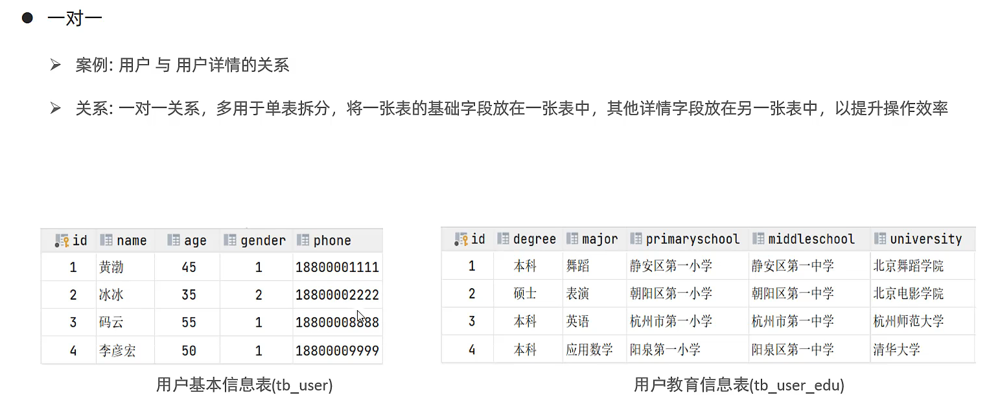 ● 一对一
➢ 案例: 用户 与 用户详情的关系
➢ 关系: 一对一关系，多用于单表拆分，将一张表的基础字段放在一张表中，其他详情字段放在另一张表中，以提升操作效率
id name age gender phone
1 黄渤 45 1 18800001111
2 冰冰 35 2 18800002222
3 码云 55 1 18800008888
4 李彦宏 50 1 18800009999
用户基本信息表(tb_user)
id degree major primaryschool middleschool university
1 本科 舞蹈 静安区第一小学 静安区第一中学 北京舞蹈学院
2 硕士 表演 朝阳区第一小学 朝阳区第一中学 北京电影学院
3 本科 英语 杭州市第一小学 杭州市第一中学 杭州师范大学
4 本科 应用数学 阳泉第一小学 阳泉区第一中学 清华大学
用户教育信息表(tb_user_edu)